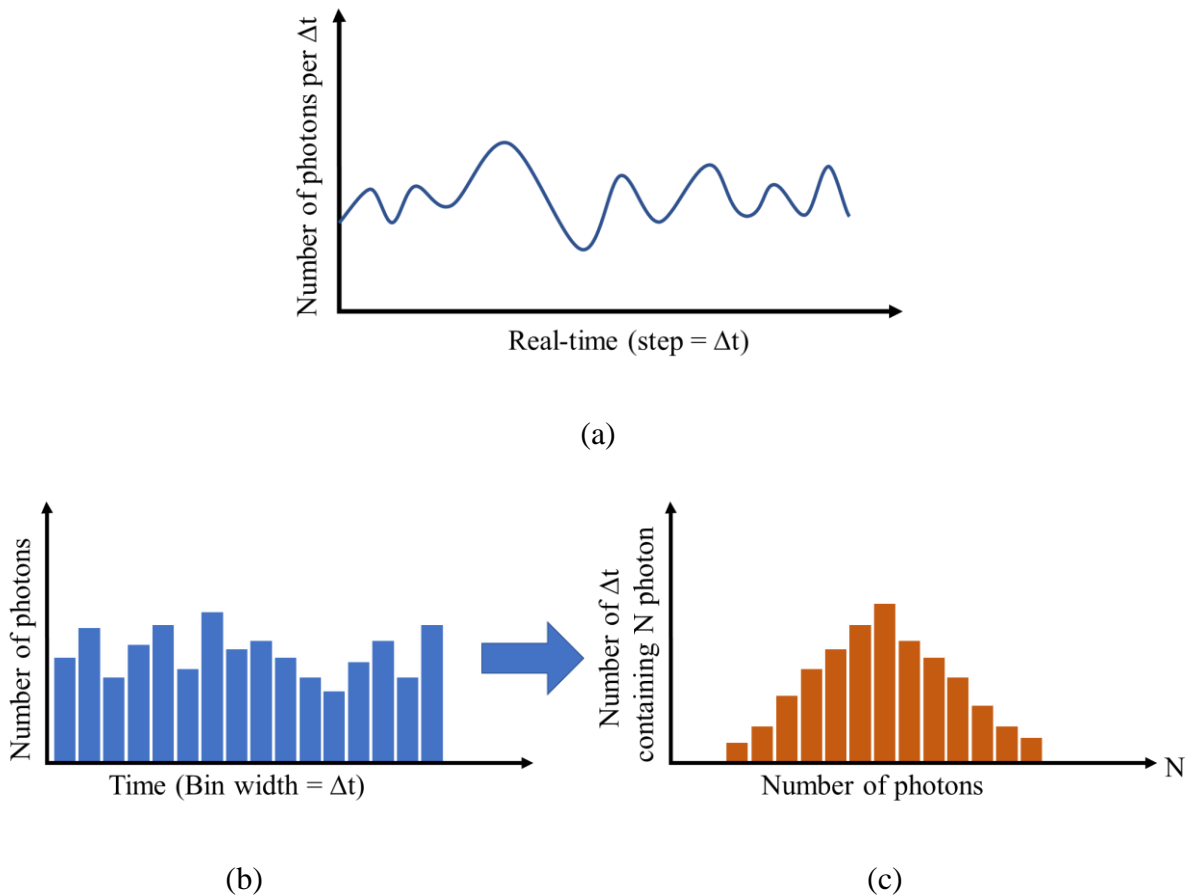 Number of photons per Δt
Real-time (step = Δt)
(a)
Number of photons
Time (Bin width = Δt)
(b)
Number of Δt
containing N photon
Number of photons
N
(c)